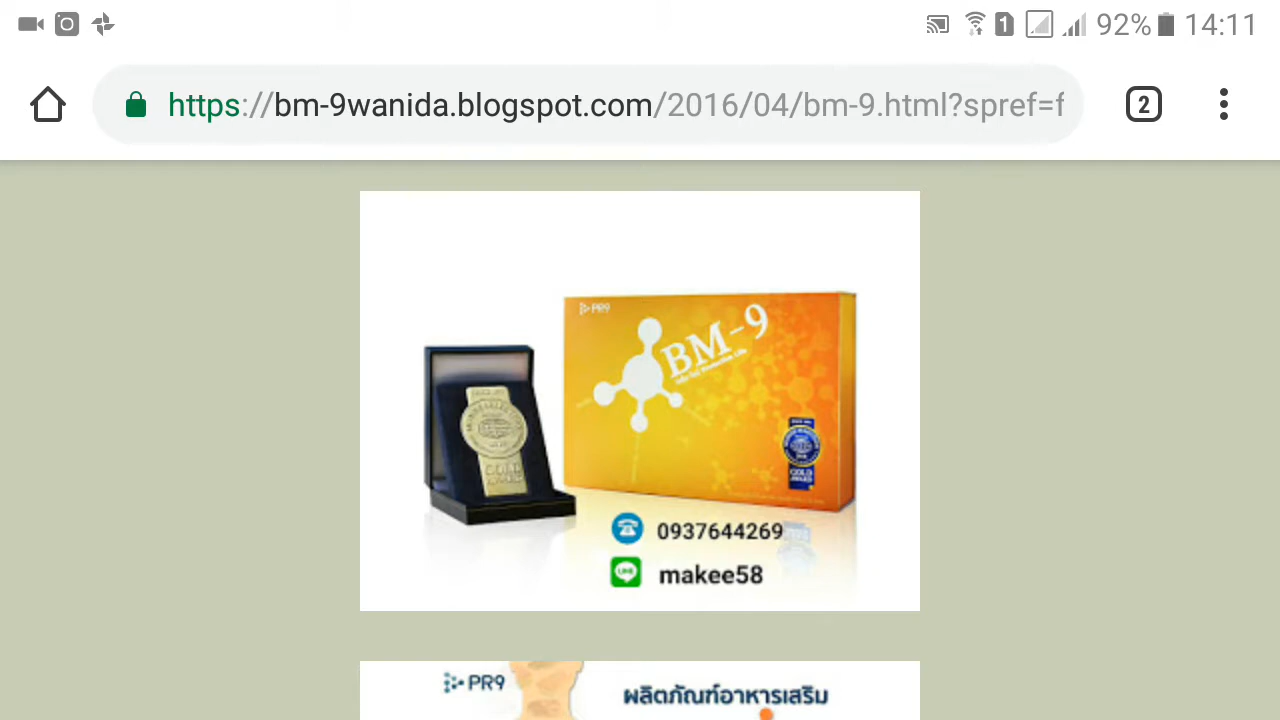 1
92%
14:11
https://bm-9wanida.blogspot.com/2016/04/bm-9.html?spref=f
2
PR9
BM-9
GOLD
GOLD
0937644269
LINE
makee58
PR9
ผลิตภัณฑ์อาหารเสริม